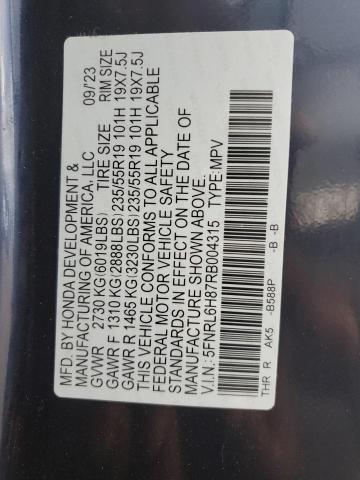 MFD. BY HONDA DEVELOPMENT &
MANUFACTURING OF AMERICA, LLC 09/23
GVWR 2730 KG(6019LBS) TIRE SIZE RIM SIZE
GAWR F 1310 KG(2888LBS) 235/55R19 101H 19X7.5J
GAWR R 1465 KG(3230LBS) 235/55R19 101H 19X7.5J
THIS VEHICLE CONFORMS TO ALL APPLICABLE
FEDERAL MOTOR VEHICLE SAFETY
STANDARDS IN EFFECT ON THE DATE OF
MANUFACTURE SHOWN ABOVE.
V.I.N.: 5FNRL6H87RB004315 TYPE:MPV
THR R AK5 -B588P -B -B